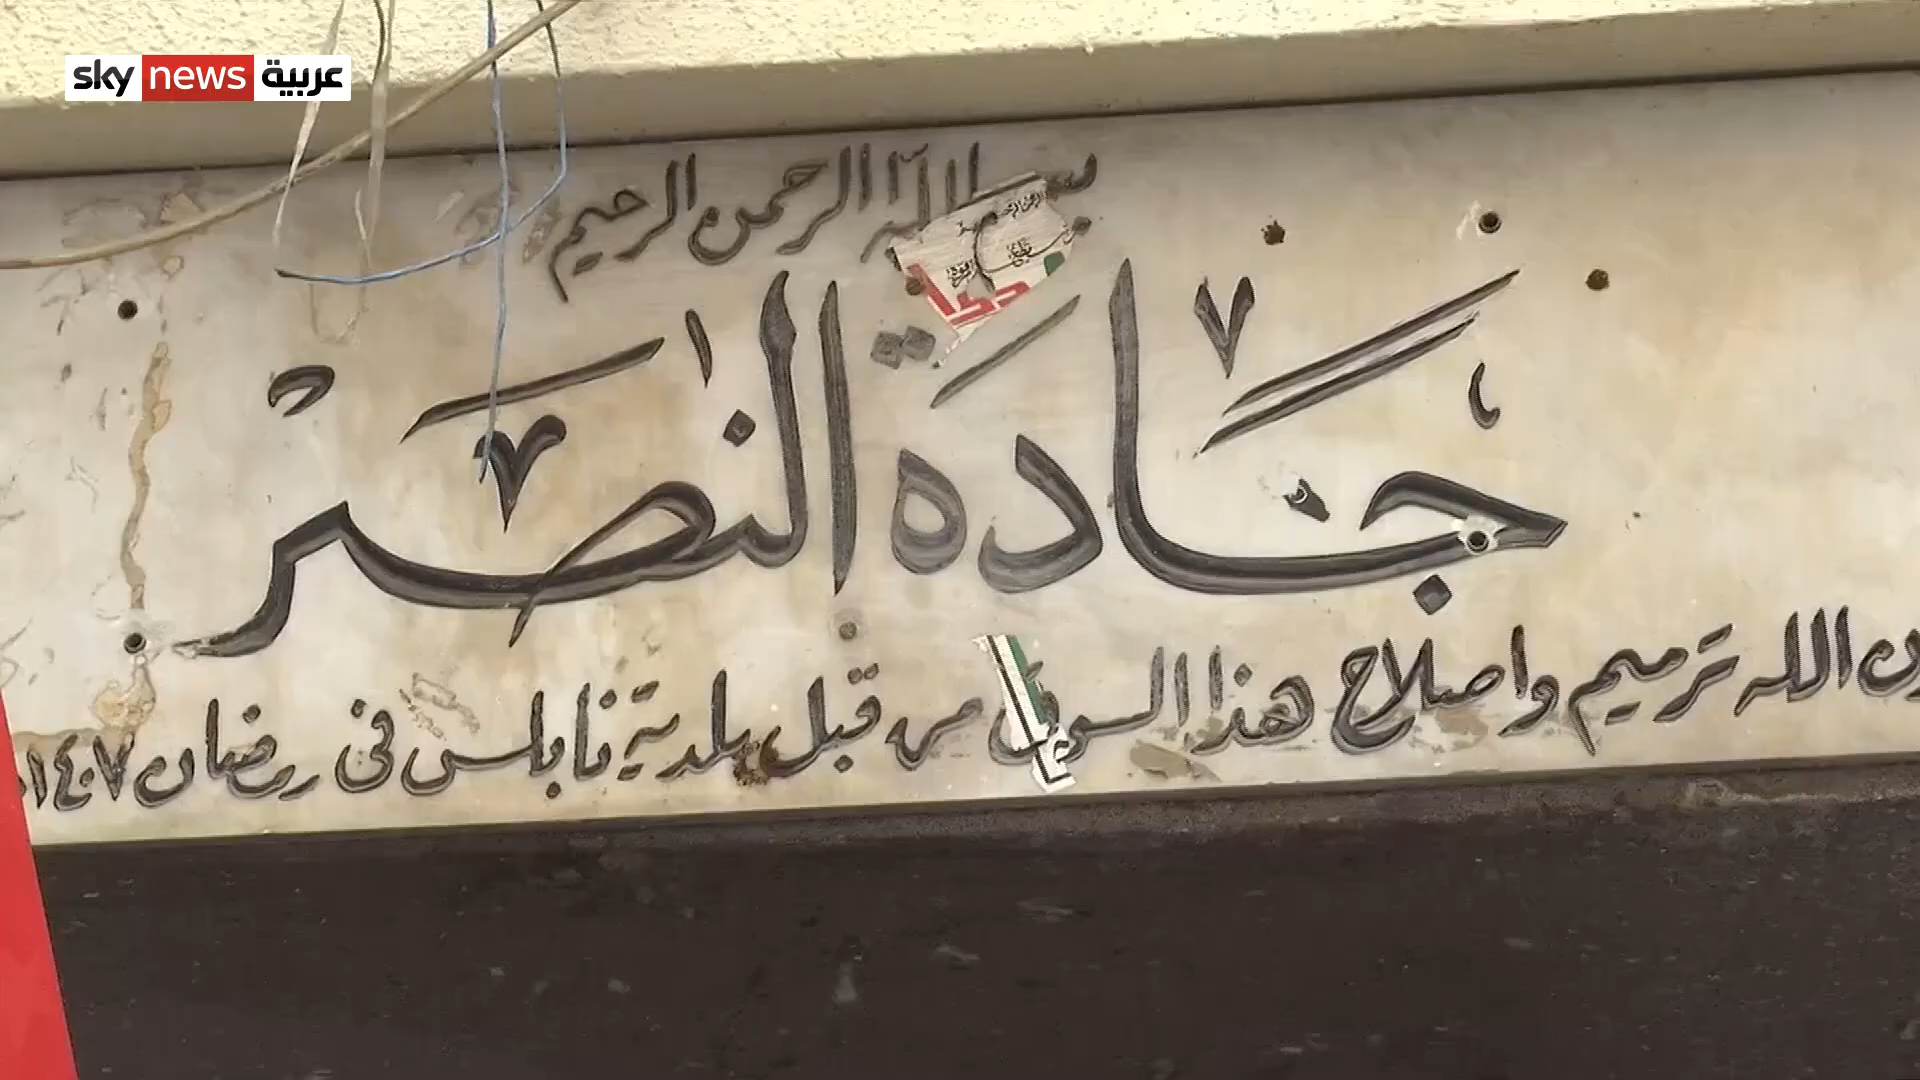 sky news عربية
بسم الله الرحمن الرحيم
جادة النصر
الله ترميم واصلاح هذا السوق من قبل بلدية نابلس في رمضان ١٤٠٧